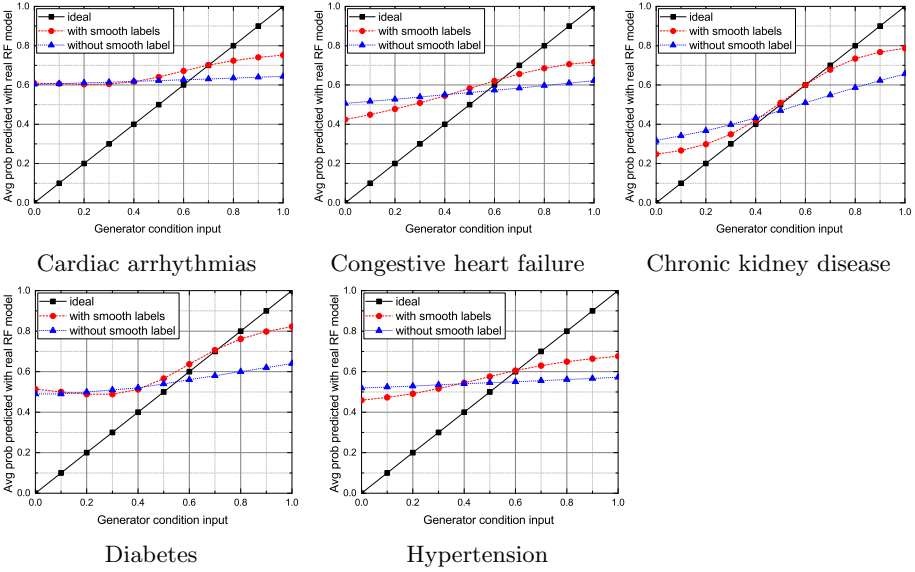 Avg prob predicted with real RF model
1.0
0.8
0.6
0.4
0.2
0.0
ideal
with smooth labels
without smooth label
0.0 0.2 0.4 0.6 0.8 1.0
Generator condition input
Cardiac arrhythmias
Avg prob predicted with real RF model
1.0
0.8
0.6
0.4
0.2
0.0
ideal
with smooth labels
without smooth label
0.0 0.2 0.4 0.6 0.8 1.0
Generator condition input
Congestive heart failure
Avg prob predicted with real RF model
1.0
0.8
0.6
0.4
0.2
0.0
ideal
with smooth labels
without smooth label
0.0 0.2 0.4 0.6 0.8 1.0
Generator condition input
Chronic kidney disease
Avg prob predicted with real RF model
1.0
0.8
0.6
0.4
0.2
0.0
ideal
with smooth labels
without smooth label
0.0 0.2 0.4 0.6 0.8 1.0
Generator condition input
Diabetes
Avg prob predicted with real RF model
1.0
0.8
0.6
0.4
0.2
0.0
ideal
with smooth labels
without smooth label
0.0 0.2 0.4 0.6 0.8 1.0
Generator condition input
Hypertension